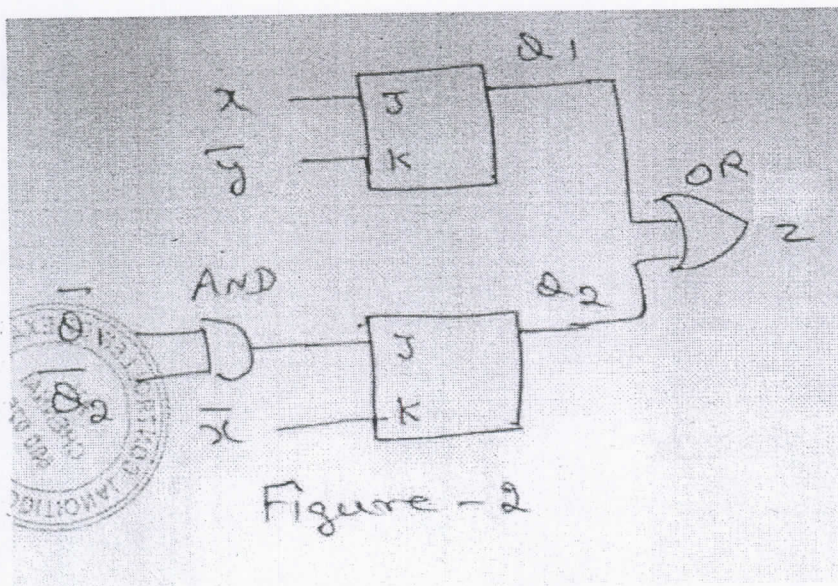 Q1
x J
ȳ K
OR
z
AND
Q2
Q̄1 J
Q̄2
x̄ K
Figure - 2